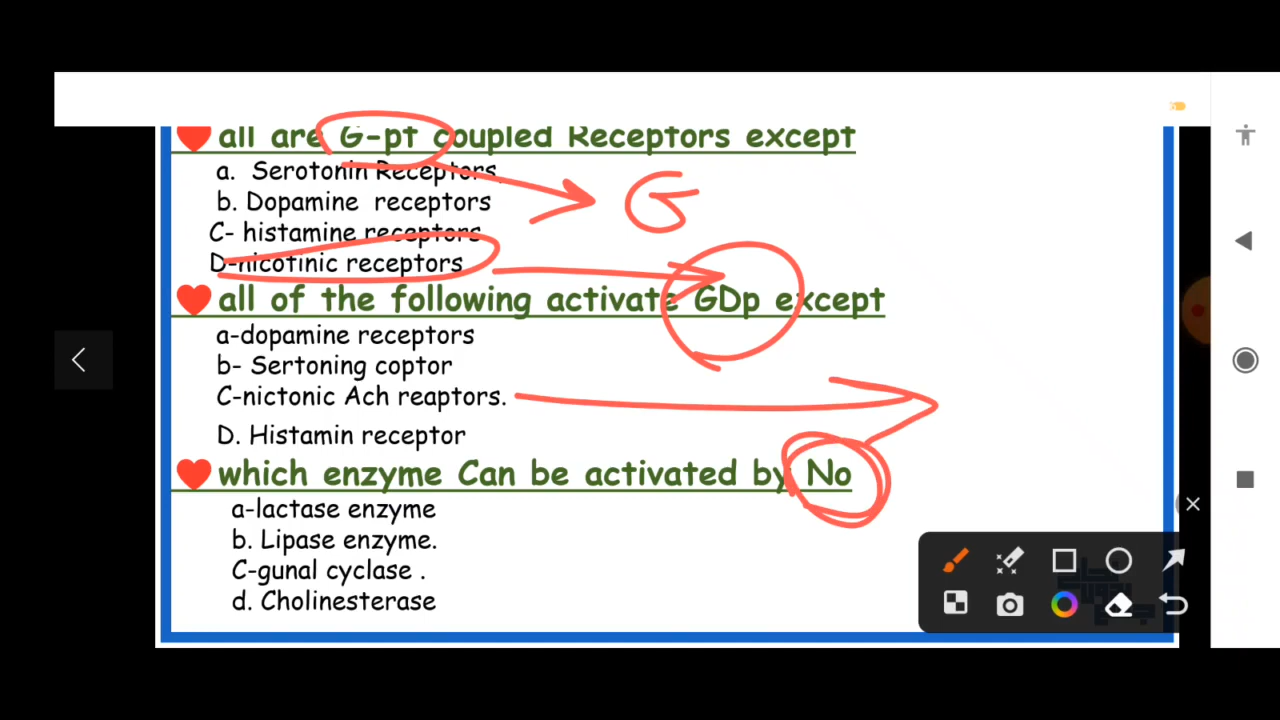 all are G-pt coupled Receptors except
a. Serotonin Receptors
b. Dopamine receptors
C- histamine receptors
D-nicotinic receptors
G
all of the following activate GDp except
a-dopamine receptors
b- Sertoning coptor
C-nictonic Ach reaptors.
D. Histamin receptor
which enzyme Can be activated by No
a-lactase enzyme
b. Lipase enzyme.
C-gunal cyclase .
d. Cholinesterase